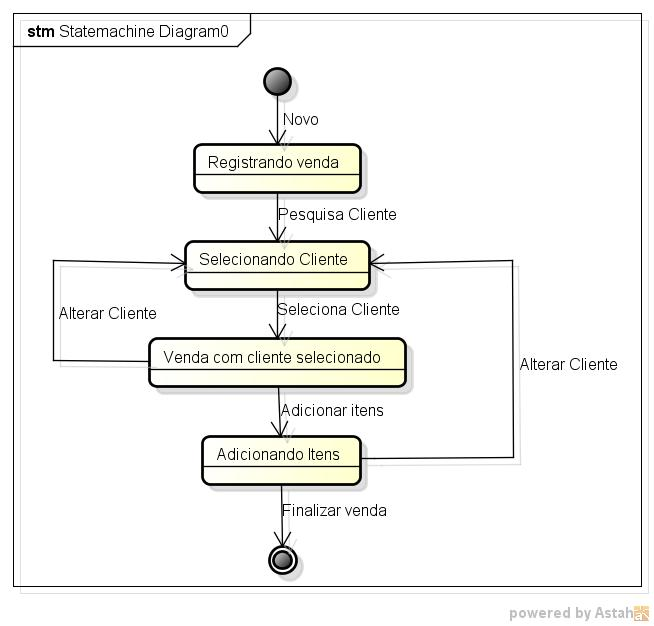 stm Statemachine Diagram0
Novo
Registrando venda
Pesquisa Cliente
Selecionando Cliente
Seleciona Cliente
Alterar Cliente
Venda com cliente selecionado
Alterar Cliente
Adicionar itens
Adicionando Itens
Finalizar venda
powered by Astah